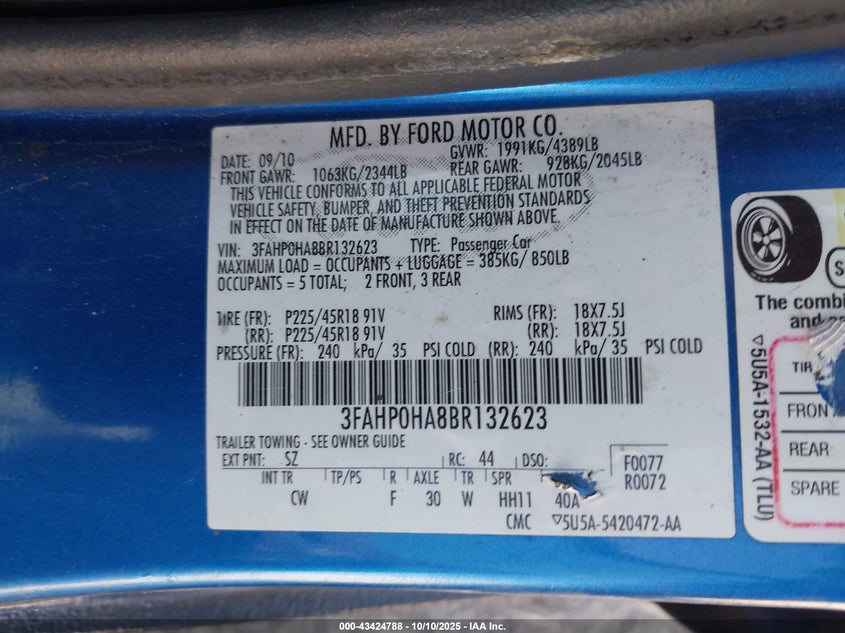 MFD. BY FORD MOTOR CO.
DATE: 09/10
GVWR: 1991KG/4389LB
FRONT GAWR: 1063KG/2344LB
REAR GAWR: 928KG/2045LB
THIS VEHICLE CONFORMS TO ALL APPLICABLE FEDERAL MOTOR
VEHICLE SAFETY, BUMPER, AND THEFT PREVENTION STANDARDS
IN EFFECT ON THE DATE OF MANUFACTURE SHOWN ABOVE.
VIN: 3FAHP0HA8BR132623 TYPE: Passenger Car
MAXIMUM LOAD = OCCUPANTS + LUGGAGE = 385KG/ 850LB
OCCUPANTS = 5 TOTAL; 2 FRONT, 3 REAR
TIRE (FR): P225/45R18 91V RIMS (FR): 18X7.5J
(RR): P225/45R18 91V (RR): 18X7.5J
PRESSURE (FR): 240 kPa/ 35 PSI COLD (RR): 240 kPa/ 35 PSI COLD
3FAHP0HA8BR132623
TRAILER TOWING - SEE OWNER GUIDE
EXT PNT: SZ RC: 44 DSO: F0077
R0072
INT TR TP/PS R AXLE TR SPR
CW F 30 W HH11 40A
CMC ▽5U5A-5420472-AA
The combi
and
▽5U5A-1532-AA (TLU)
TIR
FRON
REAR
SPARE
000-43424788 - 10/10/2025 - IAA Inc.